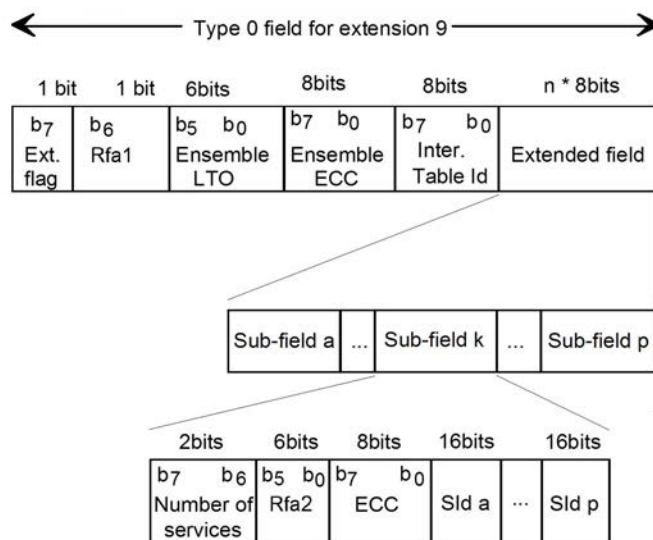 Type 0 field for extension 9
1 bit 1 bit 6bits 8bits 8bits n * 8bits
b7 b6 b5 b0 b7 b0 b7 b0
Ext. flag Rfa1 Ensemble LTO Ensemble ECC Inter. Table Id Extended field
Sub-field a ... Sub-field k ... Sub-field p
2bits 6bits 8bits 16bits 16bits
b7 b6 b5 b0 b7 b0
Number of services Rfa2 ECC SId a ... SId p